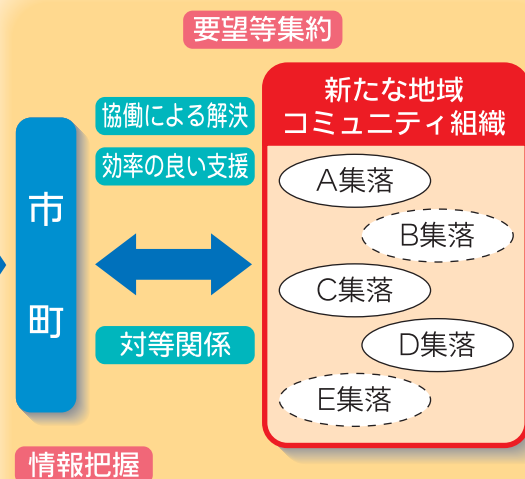 要望等集約
新たな地域
コミュニティ組織
協働による解決
効率の良い支援
対等関係
市
町
A集落
B集落
C集落
D集落
E集落
情報把握